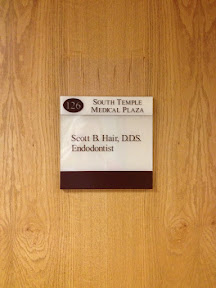 126
SOUTH TEMPLE
MEDICAL PLAZA
Scott B. Hair, D.D.S.
Endodontist